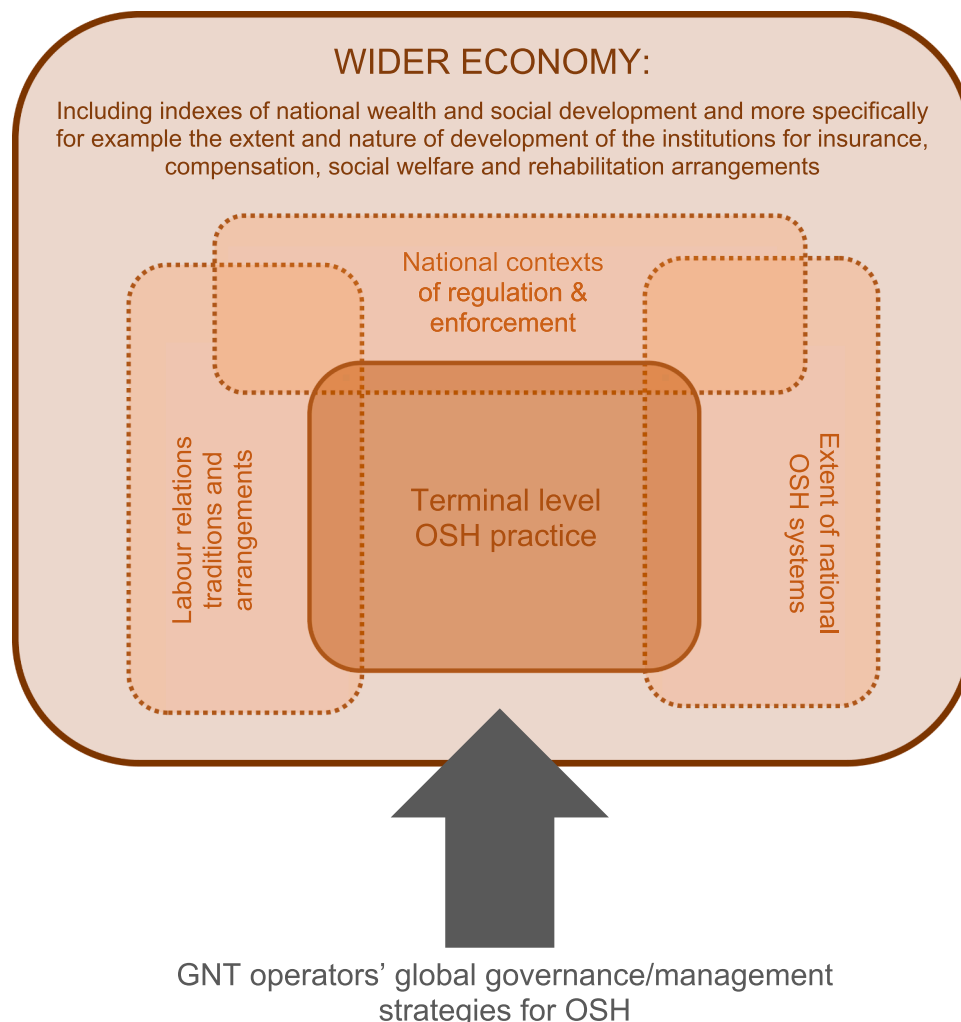 WIDER ECONOMY:
Including indexes of national wealth and social development and more specifically
for example the extent and nature of development of the institutions for insurance,
compensation, social welfare and rehabilitation arrangements
National contexts
of regulation &
enforcement
Labour relations
traditions and
arrangements
Terminal level
OSH practice
Extent of national
OSH systems
GNT operators’ global governance/management
strategies for OSH